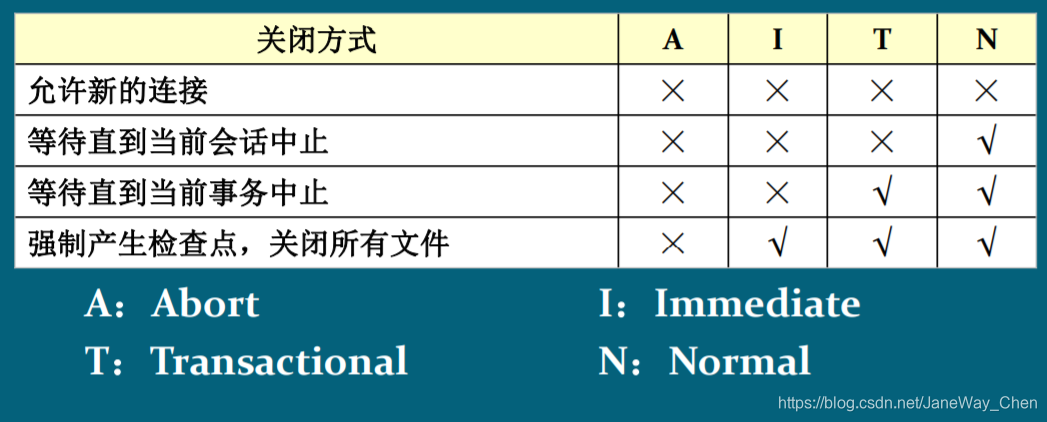 关闭方式 A I T N
允许新的连接 × × × ×
等待直到当前会话中止 × × × √
等待直到当前事务中止 × × √ √
强制产生检查点，关闭所有文件 × √ √ √
A：Abort I：Immediate
T：Transactional N：Normal
https://blog.csdn.net/JaneWay_Chen